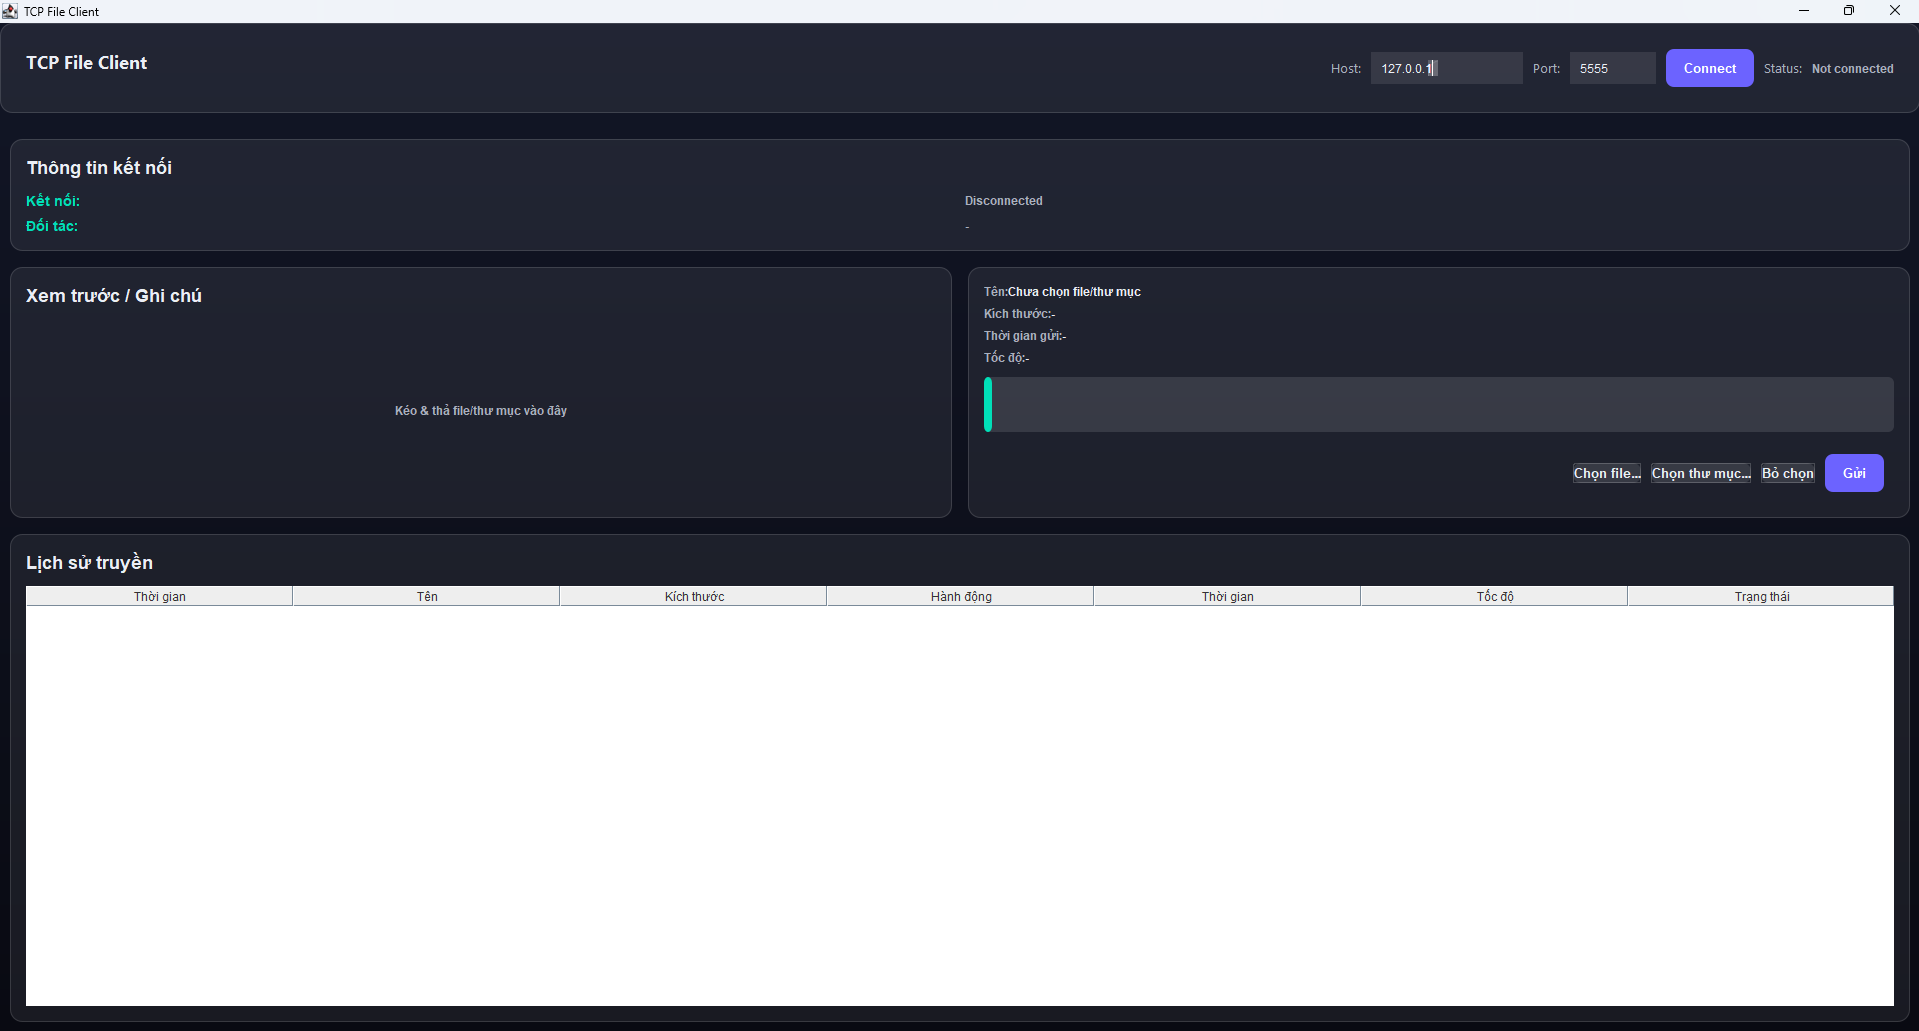 TCP File Client
TCP File Client
Host: 127.0.0.1 Port: 5555 Connect Status: Not connected
Thông tin kết nối
Kết nối: Disconnected
Đối tác: -
Xem trước / Ghi chú
Kéo & thả file/thư mục vào đây
Tên:Chưa chọn file/thư mục
Kích thước:-
Thời gian gửi:-
Tốc độ:-
Chọn file... Chọn thư mục... Bỏ chọn Gửi
Lịch sử truyền
Thời gian Tên Kích thước Hành động Thời gian Tốc độ Trạng thái